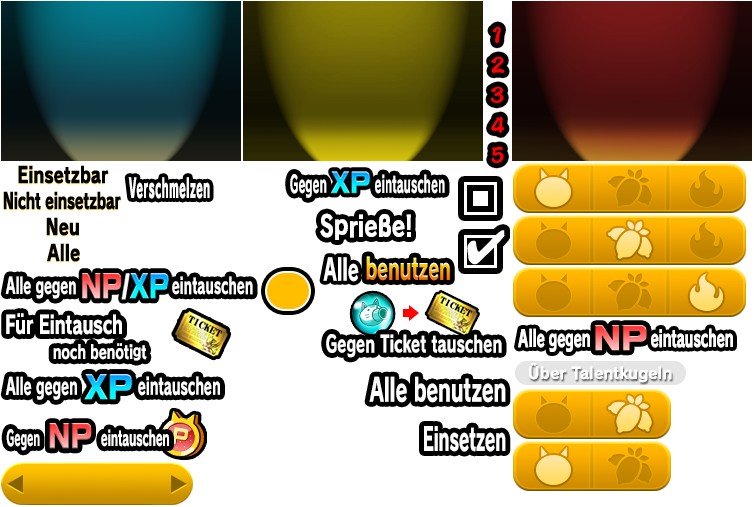 1
2
3
4
5
Einsetzbar
Nicht einsetzbar
Neu
Alle
Verschmelzen
Gegen XP eintauschen
Sprieße!
Alle benutzen
Alle gegen NP/XP eintauschen
Für Eintausch
noch benötigt
TICKET
TICKET
Gegen Ticket tauschen
Alle gegen NP eintauschen
Über Talentkugeln
Alle gegen XP eintauschen
Alle benutzen
Gegen NP eintauschen
P
Einsetzen